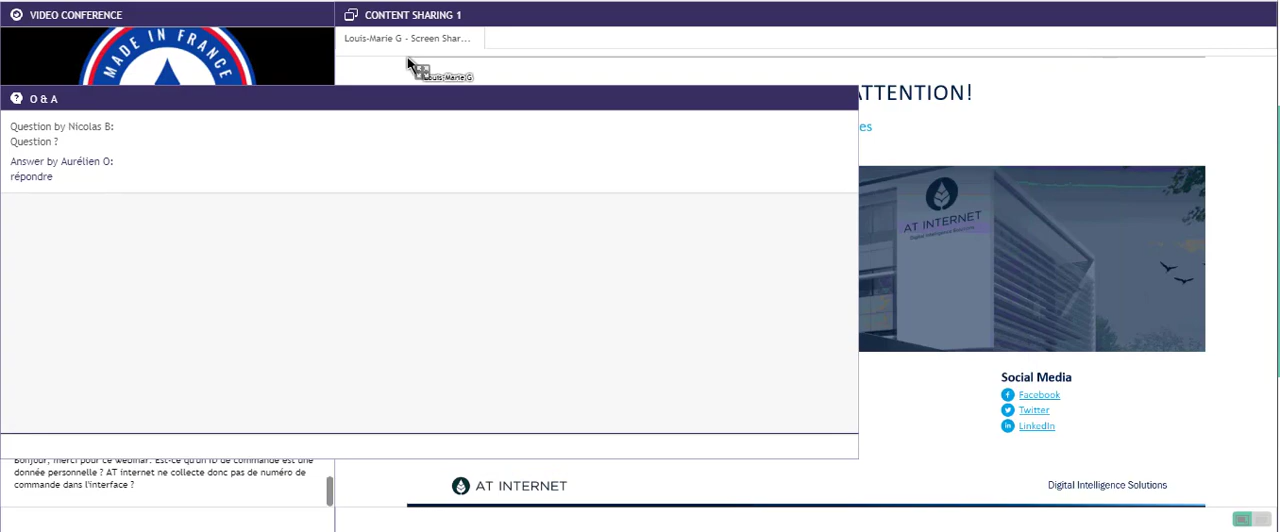 VIDEO CONFERENCE
CONTENT SHARING 1
Louis-Marie G - Screen Shar...
MADE IN FRANCE
Louis-Marie G
ATTENTION!
es
Q & A
Question by Nicolas B:
Question ?
Answer by Aurélien O:
répondre
AT INTERNET
Digital Intelligence Solutions
Social Media
Facebook
Twitter
LinkedIn
Bonjour, merci pour ce webinar. Est-ce qu'un ID de commande est une
donnée personnelle ? AT internet ne collecte donc pas de numéro de
commande dans l'interface ?
AT INTERNET
Digital Intelligence Solutions